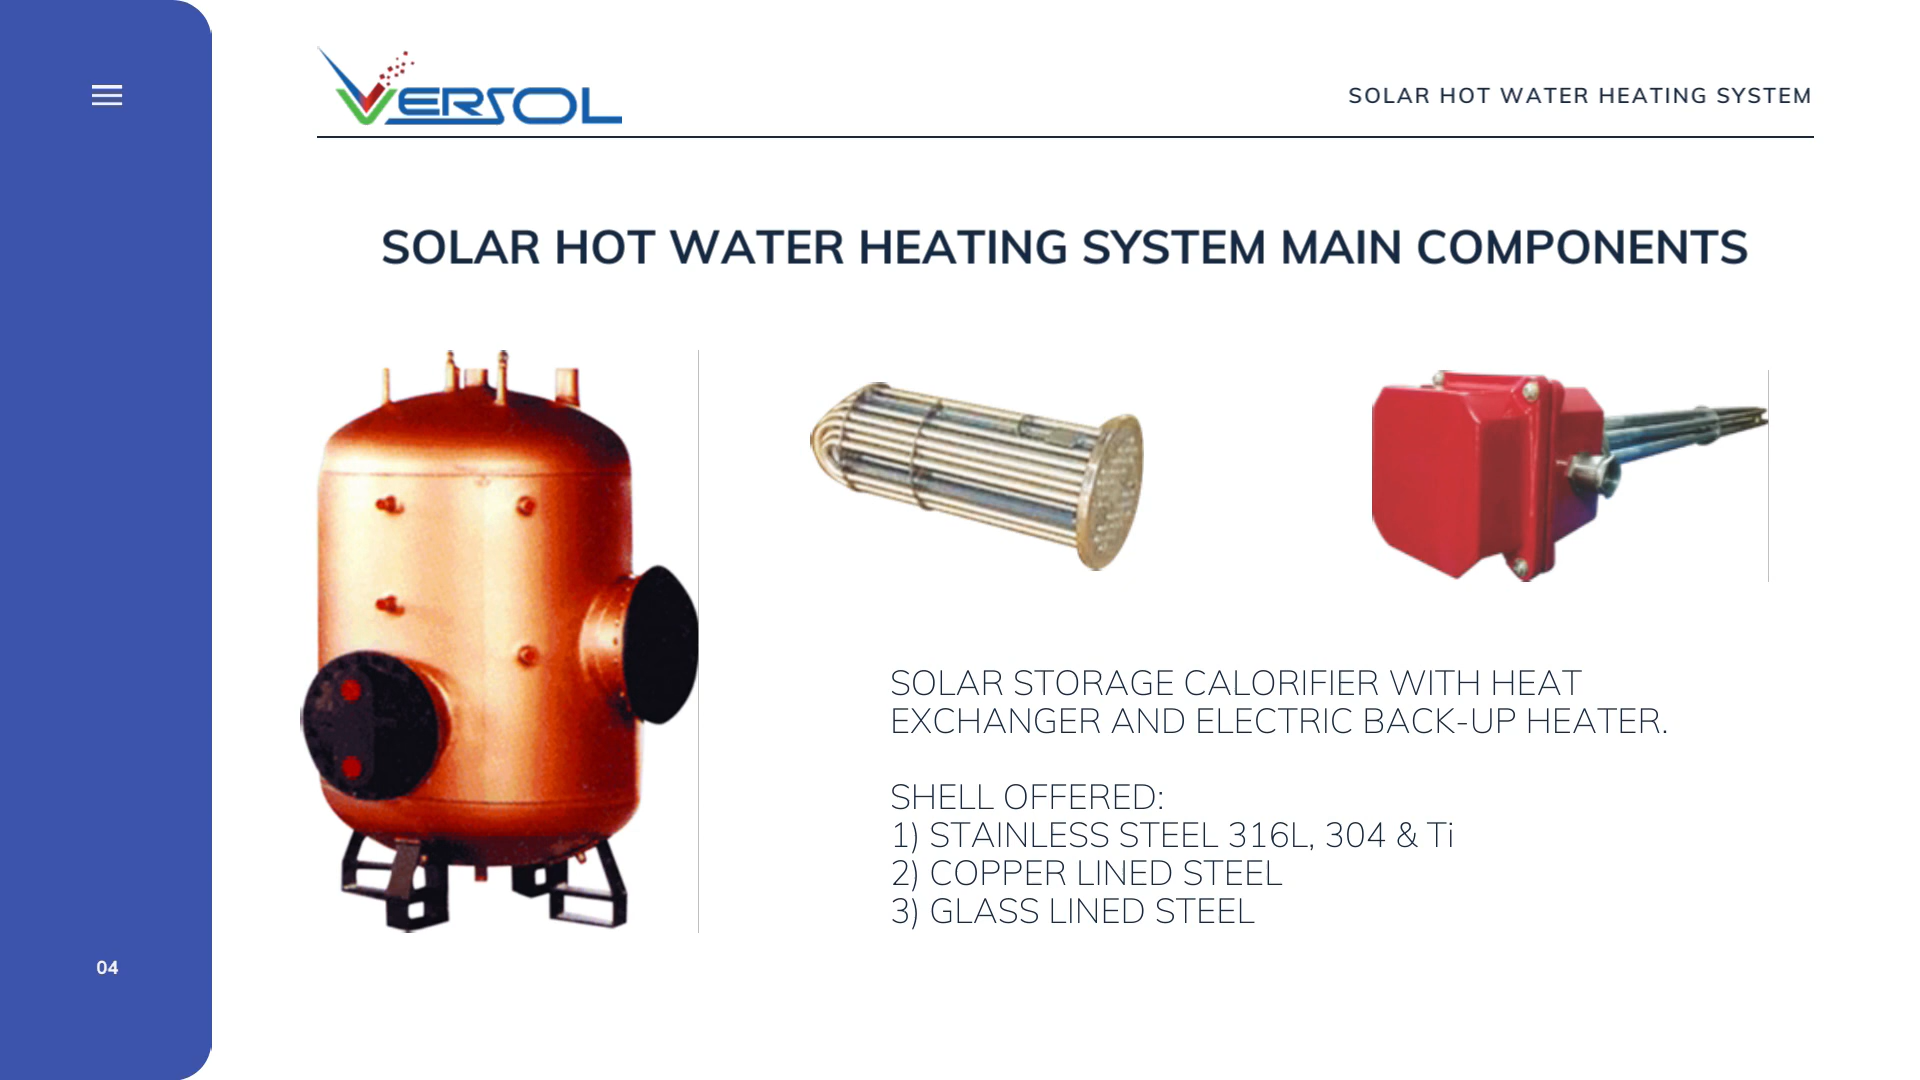 VERSOL
SOLAR HOT WATER HEATING SYSTEM
SOLAR HOT WATER HEATING SYSTEM MAIN COMPONENTS
SOLAR STORAGE CALORIFIER WITH HEAT
EXCHANGER AND ELECTRIC BACK-UP HEATER.
SHELL OFFERED:
1) STAINLESS STEEL 316L, 304 & Ti
2) COPPER LINED STEEL
3) GLASS LINED STEEL
04